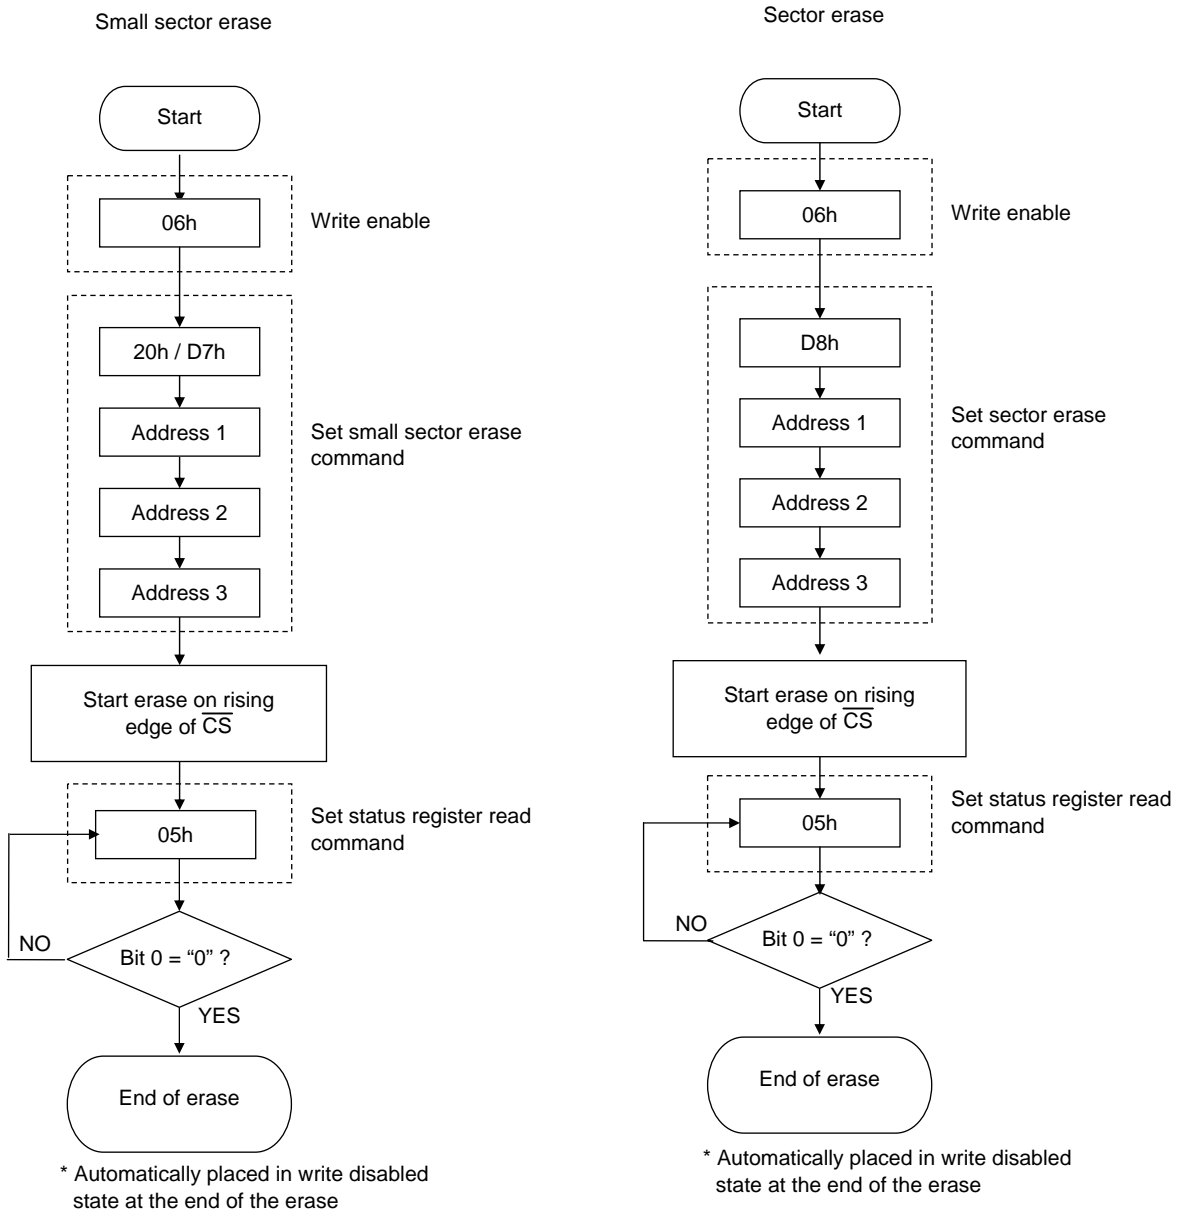 Small sector erase
Start
06h
Write enable
20h / D7h
Address 1
Set small sector erase
command
Address 2
Address 3
Start erase on rising
edge of C̅S̅
05h
Set status register read
command
NO
Bit 0 = “0” ?
YES
End of erase
* Automatically placed in write disabled
state at the end of the erase
Sector erase
Start
06h
Write enable
D8h
Address 1
Set sector erase
command
Address 2
Address 3
Start erase on rising
edge of C̅S̅
05h
Set status register read
command
NO
Bit 0 = “0” ?
YES
End of erase
* Automatically placed in write disabled
state at the end of the erase